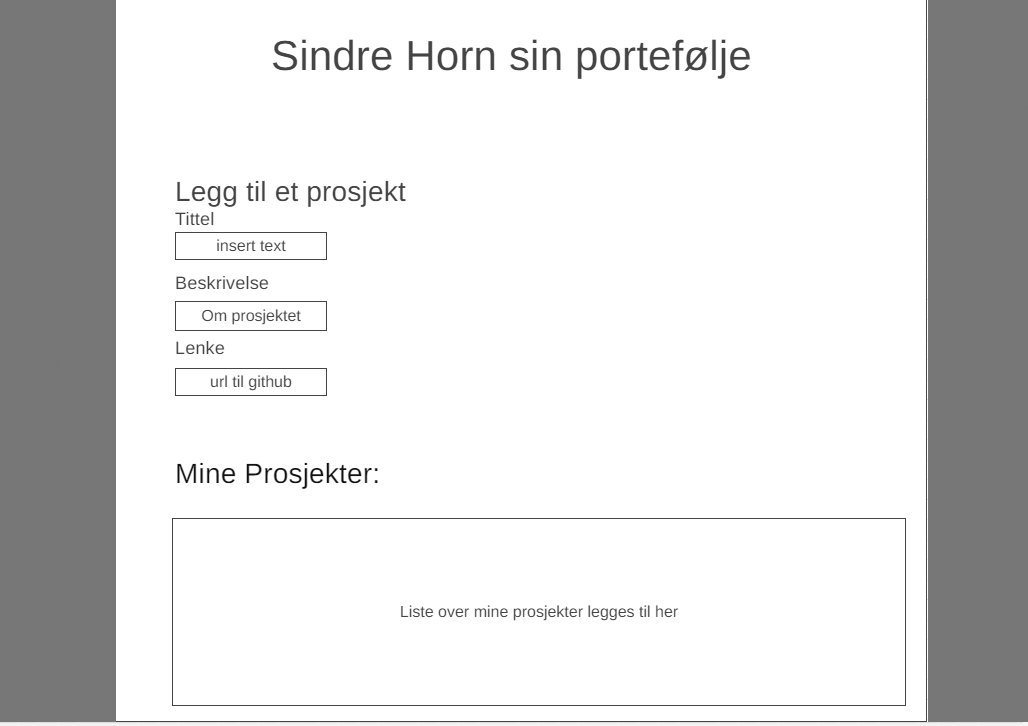 Sindre Horn sin portefølje
Legg til et prosjekt
Tittel
insert text
Beskrivelse
Om prosjektet
Lenke
url til github
Mine Prosjekter:
Liste over mine prosjekter legges til her